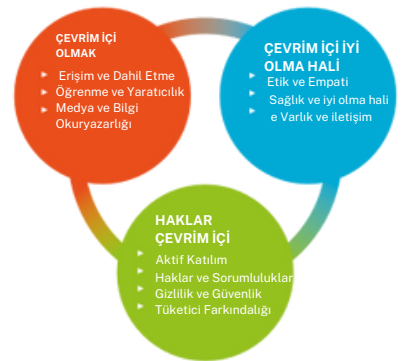 ÇEVRİM İÇİ
OLMAK
Erişim ve Dahil Etme
Öğrenme ve Yaratıcılık
Medya ve Bilgi
Okuryazarlığı
ÇEVRİM İÇİ İYİ
OLMA HALİ
Etik ve Empati
Sağlık ve iyi olma hali
e Varlık ve iletişim
HAKLAR
ÇEVRİM İÇİ
Aktif Katılım
Haklar ve Sorumluluklar
Gizlilik ve Güvenlik
Tüketici Farkındalığı